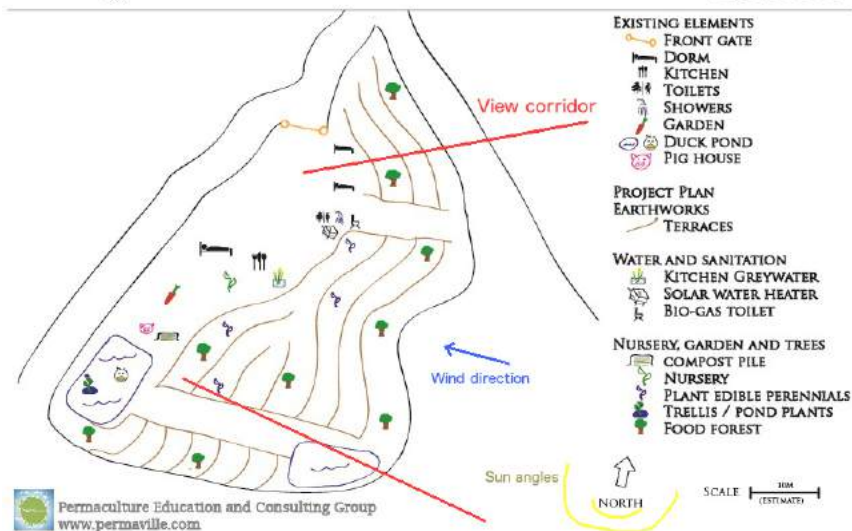 EXISTING ELEMENTS
FRONT GATE
DORM
KITCHEN
TOILETS
SHOWERS
GARDEN
DUCK POND
PIG HOUSE
PROJECT PLAN
EARTHWORKS
TERRACES
WATER AND SANITATION
KITCHEN GREYWATER
SOLAR WATER HEATER
BIO-GAS TOILET
NURSERY, GARDEN AND TREES
COMPOST PILE
NURSERY
PLANT EDIBLE PERENNIALS
TRELLIS / POND PLANTS
FOOD FOREST
View corridor
Wind direction
Sun angles
NORTH
SCALE 10M
(ESTIMATE)
Permaculture Education and Consulting Group
www.permaville.com